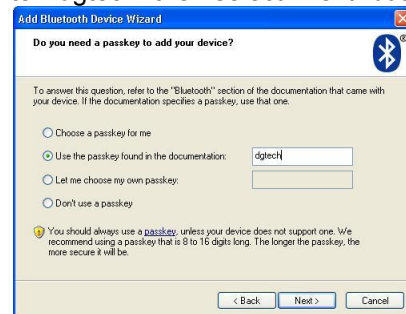 Add Bluetooth Device Wizard
Do you need a passkey to add your device?
To answer this question, refer to the "Bluetooth" section of the documentation that came with
your device. If the documentation specifies a passkey, use that one.
Choose a passkey for me
Use the passkey found in the documentation: dgtech
Let me choose my own passkey:
Don't use a passkey
You should always use a passkey, unless your device does not support one. We
recommend using a passkey that is 8 to 16 digits long. The longer the passkey, the
more secure it will be.
< Back Next > Cancel